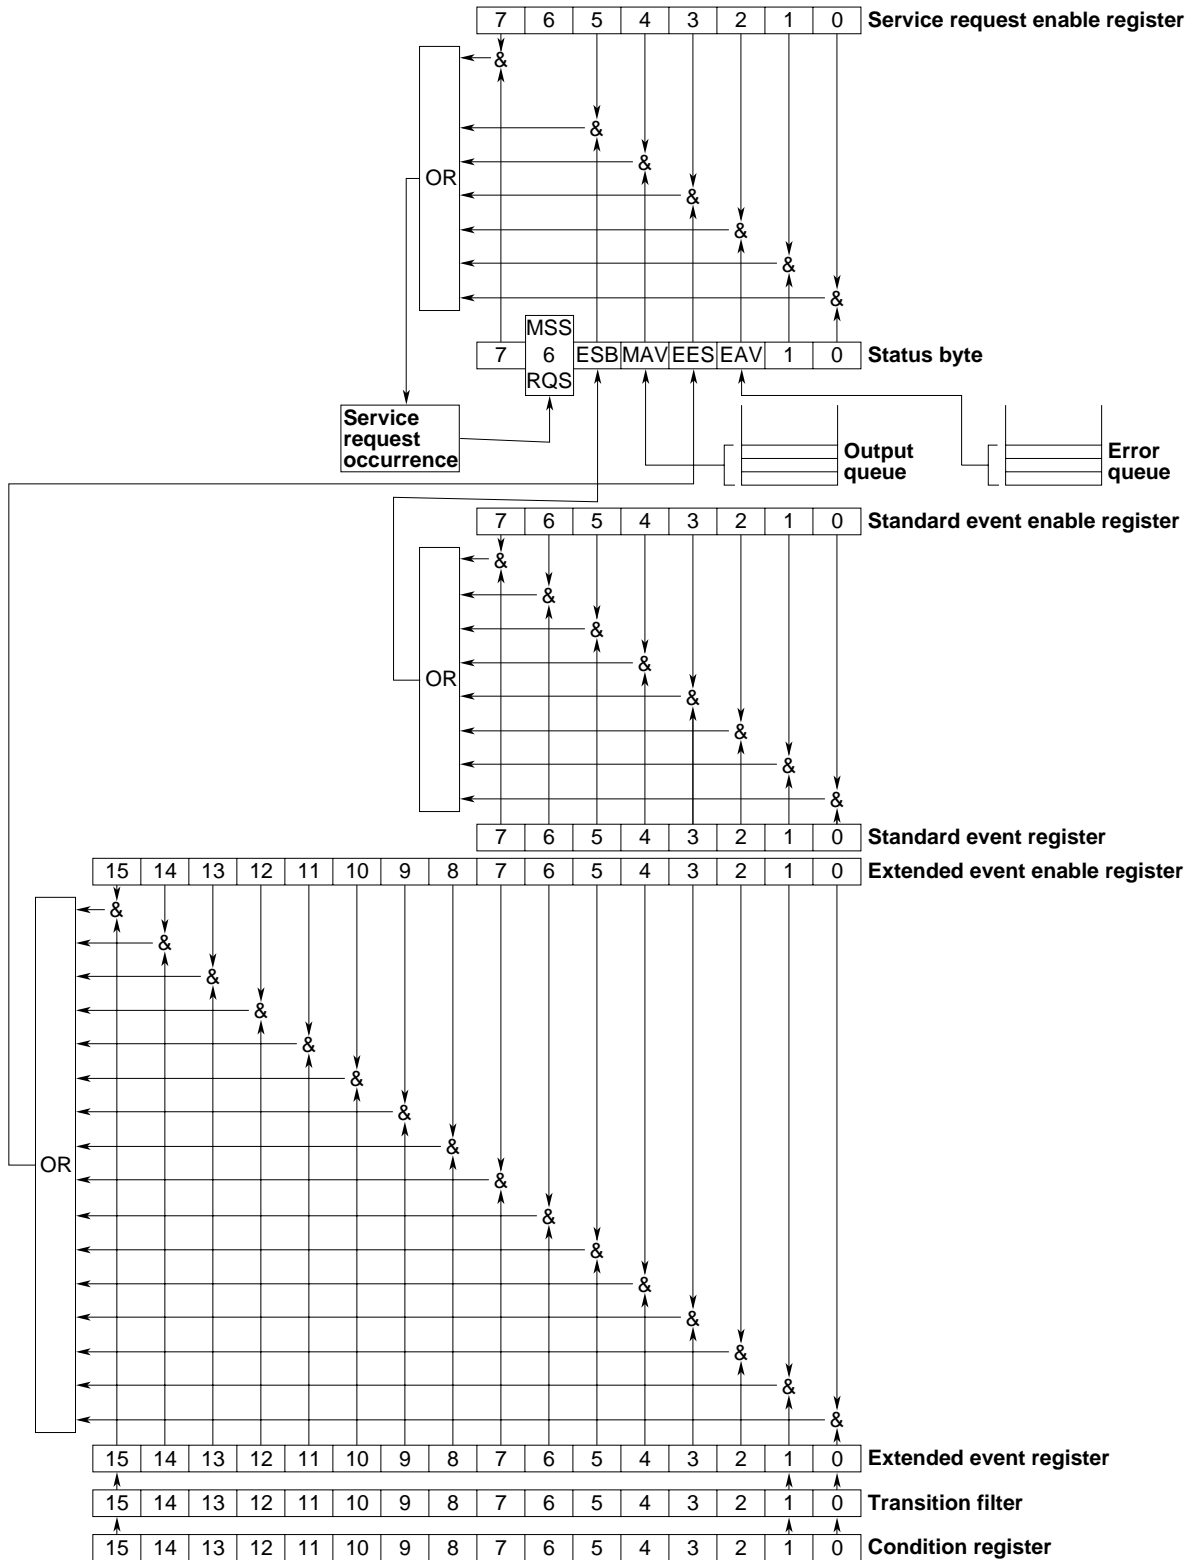 7 6 5 4 3 2 1 0 Service request enable register
&
&
&
OR
&
&
&
&
MSS
7 6 ESB MAV EES EAV 1 0 Status byte
RQS
Service
request
occurrence
Output
queue
Error
queue
7 6 5 4 3 2 1 0 Standard event enable register
&
&
&
&
OR
&
&
&
&
7 6 5 4 3 2 1 0 Standard event register
15 14 13 12 11 10 9 8 7 6 5 4 3 2 1 0 Extended event enable register
&
&
&
&
&
&
&
&
OR
&
&
&
&
&
&
&
&
15 14 13 12 11 10 9 8 7 6 5 4 3 2 1 0 Extended event register
15 14 13 12 11 10 9 8 7 6 5 4 3 2 1 0 Transition filter
15 14 13 12 11 10 9 8 7 6 5 4 3 2 1 0 Condition register